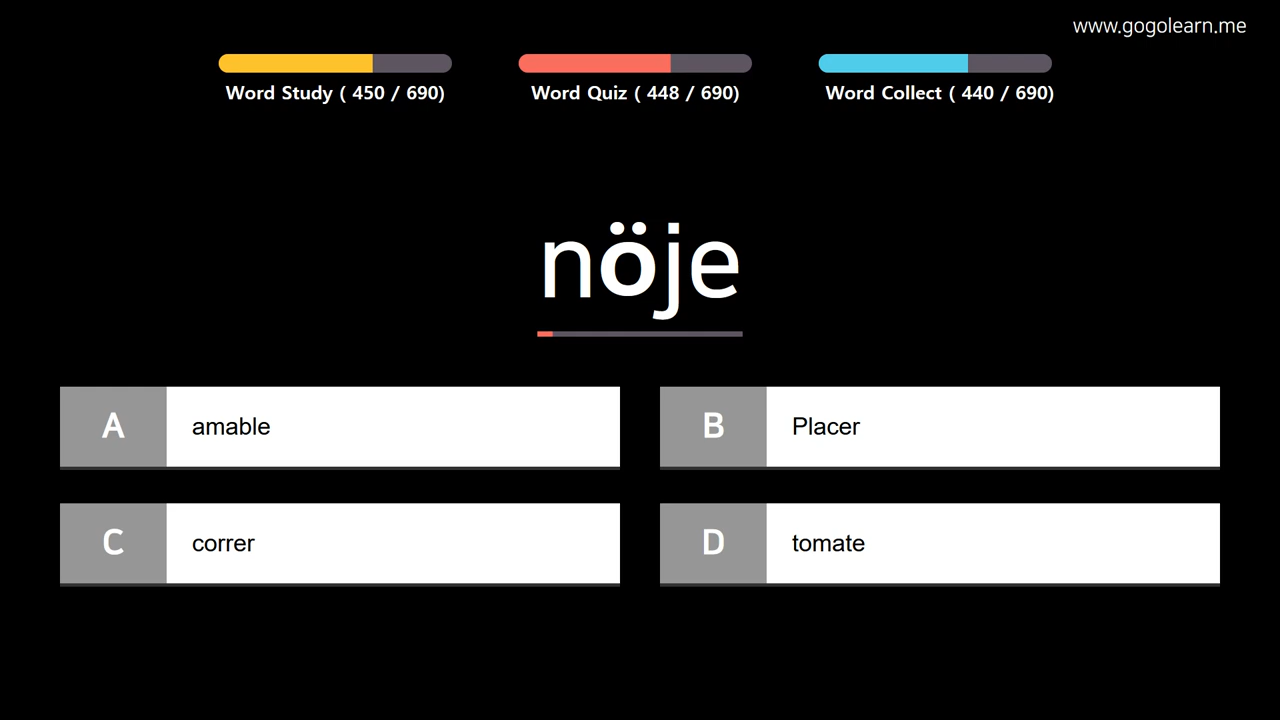 www.gogolearn.me
Word Study ( 450 / 690)
Word Quiz ( 448 / 690)
Word Collect ( 440 / 690)
nöje
A amable
B Placer
C correr
D tomate